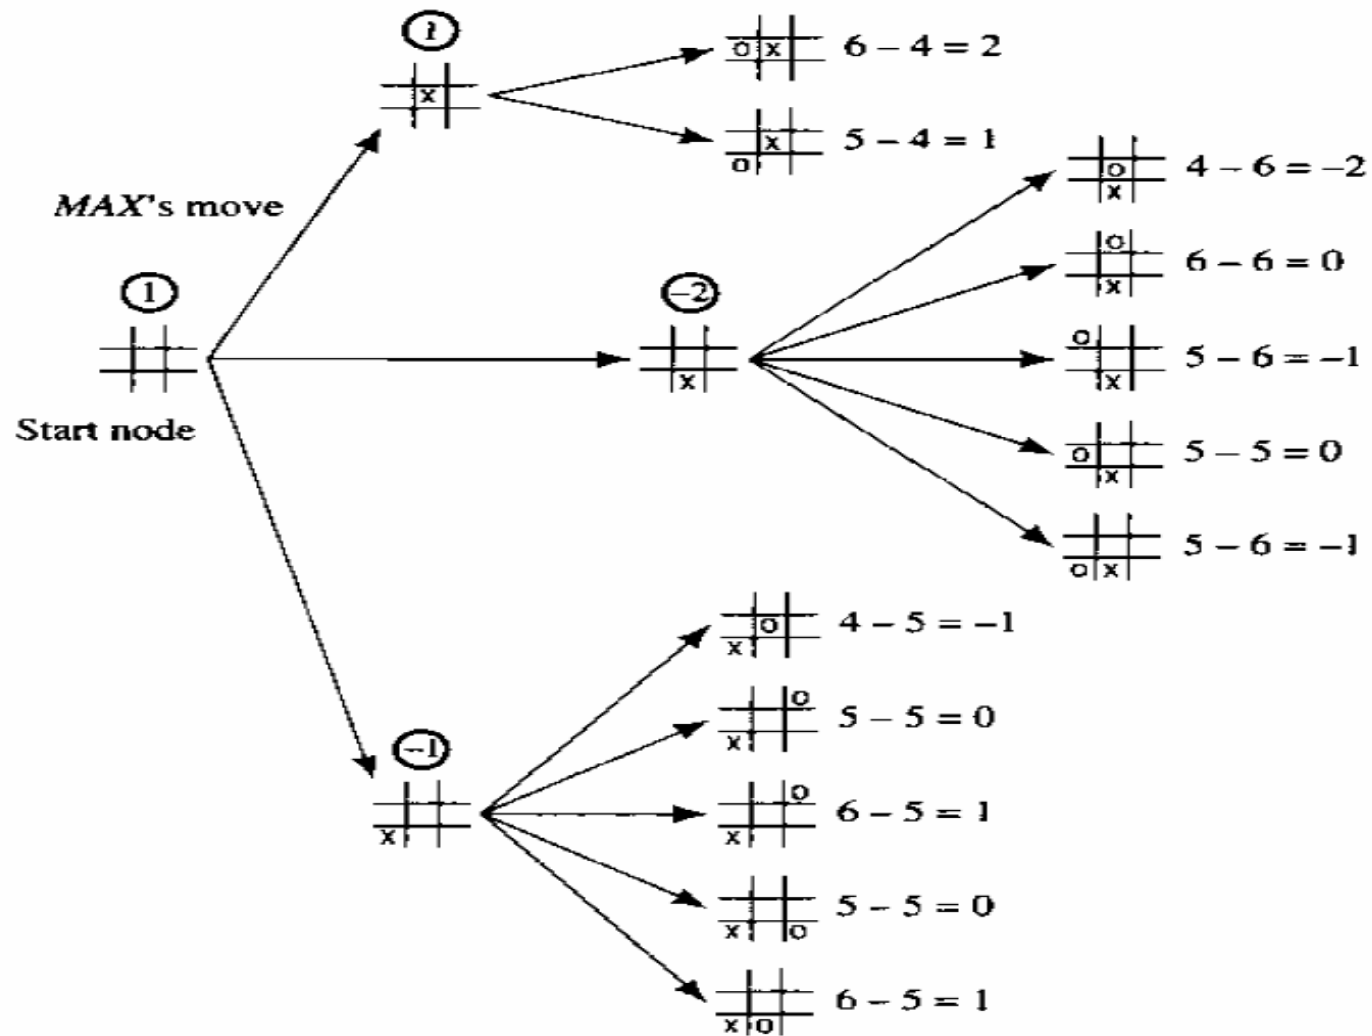 1
x
o x 6 – 4 = 2
x
o 5 – 4 = 1
MAX's move
1
Start node
–2
x
o
x 4 – 6 = –2
o
x 6 – 6 = 0
o
x 5 – 6 = –1
o
x 5 – 5 = 0
o x 5 – 6 = –1
–1
x
o
x 4 – 5 = –1
o
x 5 – 5 = 0
o
x 6 – 5 = 1
x o 5 – 5 = 0
x o 6 – 5 = 1